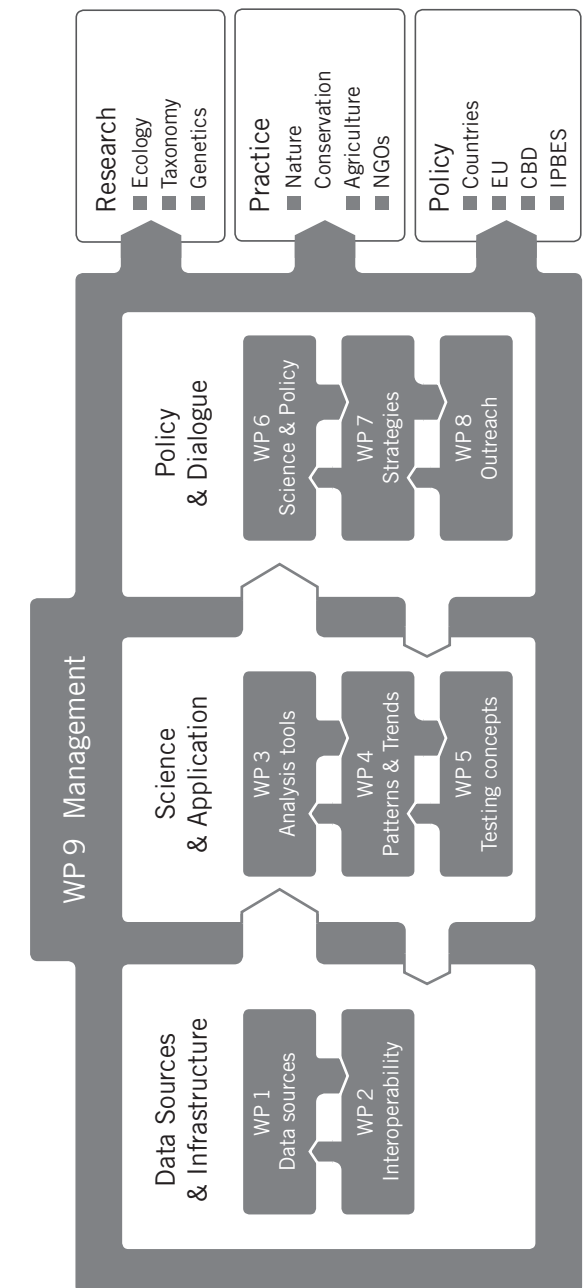 WP 9 Management
Data Sources
& Infrastructure
WP 1
Data sources
WP 2
Interoperability
Science
& Application
WP 3
Analysis tools
WP 4
Patterns & Trends
WP 5
Testing concepts
Policy
& Dialogue
WP 6
Science & Policy
WP 7
Strategies
WP 8
Outreach
Research
Ecology
Taxonomy
Genetics
Practice
Nature
Conservation
Agriculture
NGOs
Policy
Countries
EU
CBD
IPBES